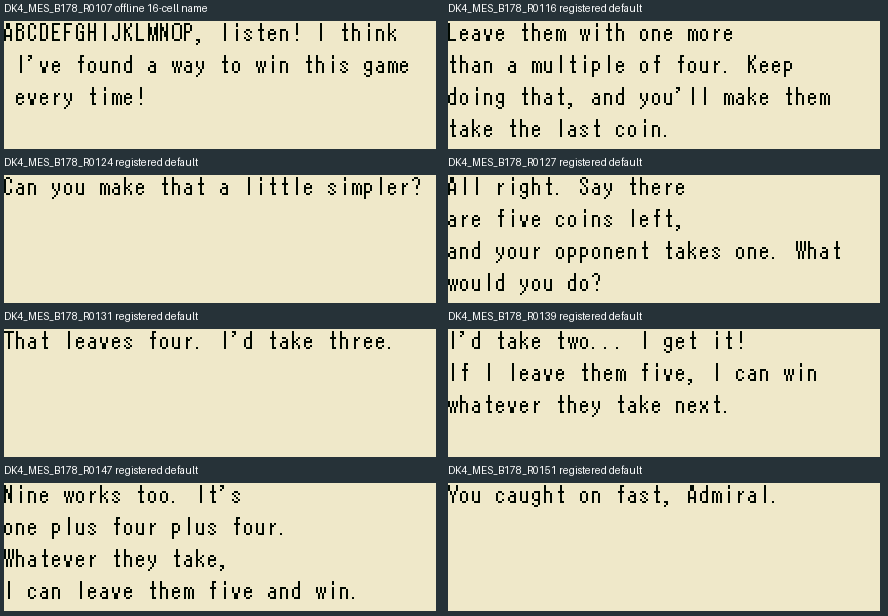 DK4_MES_B178_R0107 offline 16-cell name
ABCDEFGHIJKLMNOP, listen! I think
I've found a way to win this game
every time!
DK4_MES_B178_R0116 registered default
Leave them with one more
than a multiple of four. Keep
doing that, and you'll make them
take the last coin.
DK4_MES_B178_R0124 registered default
Can you make that a little simpler?
DK4_MES_B178_R0127 registered default
All right. Say there
are five coins left,
and your opponent takes one. What
would you do?
DK4_MES_B178_R0131 registered default
That leaves four. I'd take three.
DK4_MES_B178_R0139 registered default
I'd take two... I get it!
If I leave them five, I can win
whatever they take next.
DK4_MES_B178_R0147 registered default
Nine works too. It's
one plus four plus four.
Whatever they take,
I can leave them five and win.
DK4_MES_B178_R0151 registered default
You caught on fast, Admiral.